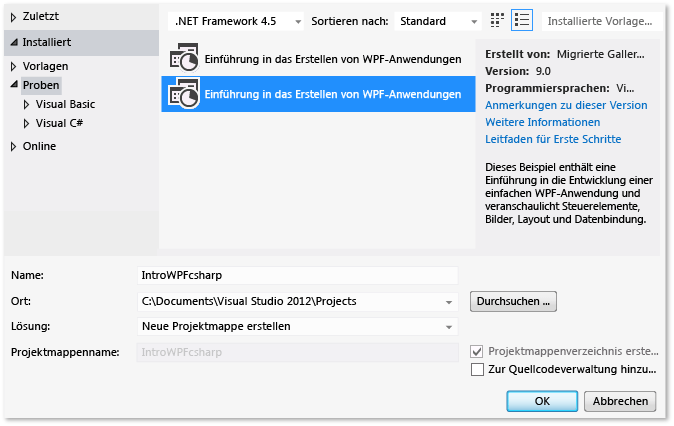 Zuletzt
Installiert
Vorlagen
Proben
Visual Basic
Visual C#
Online
.NET Framework 4.5
Sortieren nach:
Standard
Installierte Vorlage...
Einführung in das Erstellen von WPF-Anwendungen
Einführung in das Erstellen von WPF-Anwendungen
Erstellt von: Migrierte Galler...
Version: 9.0
Programmiersprachen: Vi...
Anmerkungen zu dieser Version
Weitere Informationen
Leitfaden für Erste Schritte
Dieses Beispiel enthält eine
Einführung in die Entwicklung einer
einfachen WPF-Anwendung und
veranschaulicht Steuerelemente,
Bilder, Layout und Datenbindung.
Name: IntroWPFcsharp
Ort: C:\Documents\Visual Studio 2012\Projects Durchsuchen ...
Lösung: Neue Projektmappe erstellen
Projektmappenname: IntroWPFcsharp Projektmappenverzeichnis erste...
Zur Quellcodeverwaltung hinzu...
OK Abbrechen